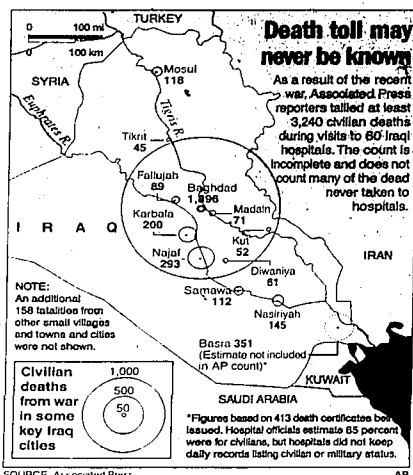 0 100 mi
0 100 km
TURKEY
Death toll may
never be known
As a result of the recent
war, Associated Press
reporters tallied at least
3,240 civilian deaths
during visits to 60 Iraqi
hospitals. The count is
incomplete and does not
count many of the dead
never taken to
hospitals.
SYRIA
Mosul
118
Euphrates R.
Tigris R.
Tikrit
45
Fallujah
89
Baghdad
1,896
Madain
71
Karbala
200
Kut
52
IRAQ
IRAN
Najaf
293
Diwaniya
61
Samawa
112
Nasiriyah
145
NOTE:
An additional
158 fatalities from
other small villages
and towns and cities
were not shown.
Basra 351
(Estimate not included
in AP count)*
KUWAIT
SAUDI ARABIA
Civilian
deaths
from war
in some
key Iraq
cities
1,000
500
50
*Figures based on 413 death certificates being
issued. Hospital officials estimate 85 percent
were for civilians, but hospitals did not keep
daily records listing civilian or military status.
SOURCE: Associated Press
AP